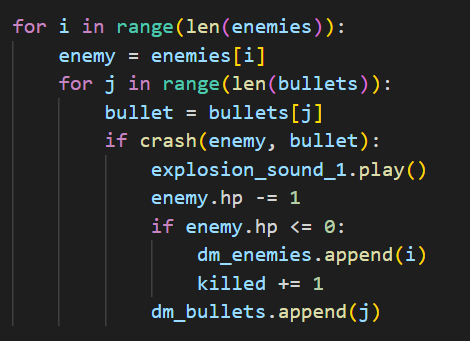 for i in range(len(enemies)):
    enemy = enemies[i]
    for j in range(len(bullets)):
        bullet = bullets[j]
        if crash(enemy, bullet):
            explosion_sound_1.play()
            enemy.hp -= 1
            if enemy.hp <= 0:
                dm_enemies.append(i)
                killed += 1
            dm_bullets.append(j)